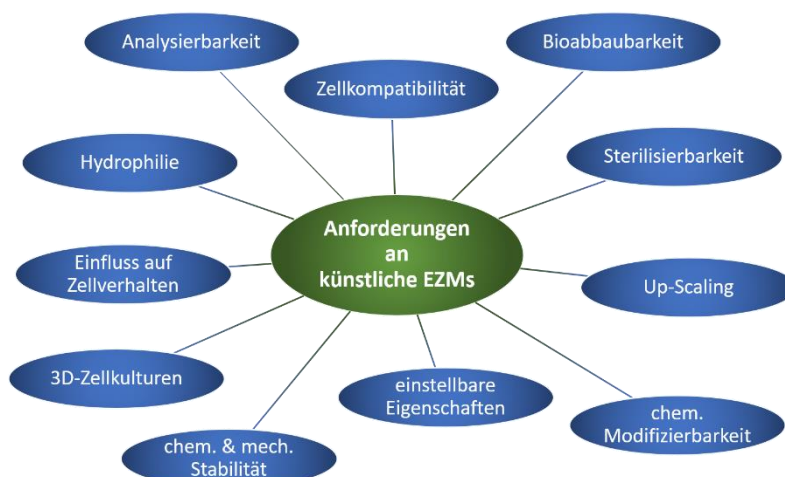 Analysierbarkeit
Bioabbaubarkeit
Zellkompatibilität
Hydrophilie
Sterilisierbarkeit
Anforderungen
an
künstliche EZMs
Einfluss auf
Zellverhalten
Up-Scaling
3D-Zellkulturen
einstellbare
Eigenschaften
chem.
Modifizierbarkeit
chem. & mech.
Stabilität